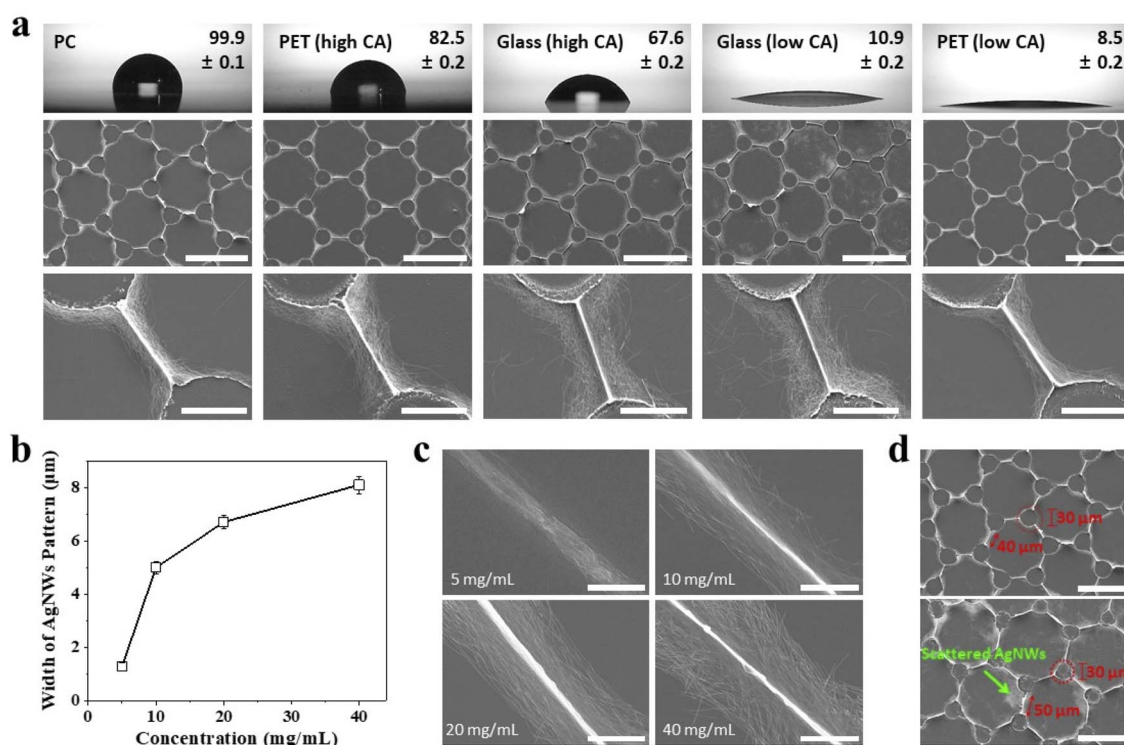 a
PC
99.9
± 0.1
PET (high CA)
82.5
± 0.2
Glass (high CA)
67.6
± 0.2
Glass (low CA)
10.9
± 0.2
PET (low CA)
8.5
± 0.2
b
Width of AgNWs Pattern (μm)
8
6
4
2
0
0
10
20
30
40
Concentration (mg/mL)
c
5 mg/mL
10 mg/mL
20 mg/mL
40 mg/mL
d
30 μm
40 μm
Scattered AgNWs
30 μm
50 μm